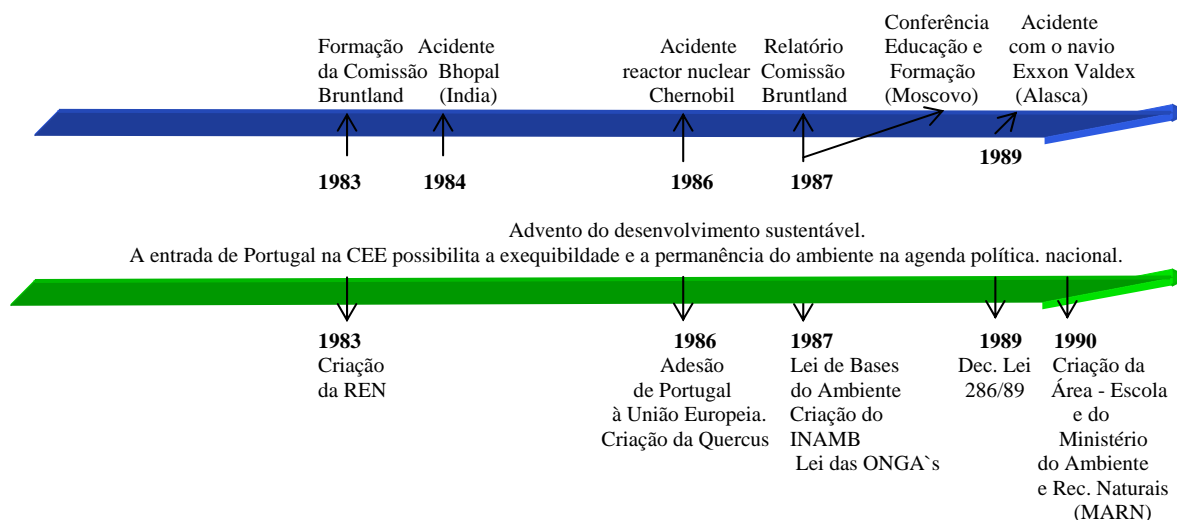 Formação
da Comissão
Bruntland
Acidente
Bhopal
(India)
Acidente
reactor nuclear
Chernobil
Relatório
Comissão
Bruntland
Conferência
Educação e
Formação
(Moscovo)
Acidente
com o navio
Exxon Valdex
(Alasca)
1983
1984
1986
1987
1989
Advento do desenvolvimento sustentável.
A entrada de Portugal na CEE possibilita a exequibildade e a permanência do ambiente na agenda política. nacional.
1983
Criação
da REN
1986
Adesão
de Portugal
à União Europeia.
Criação da Quercus
1987
Lei de Bases
do Ambiente
Criação do
INAMB
Lei das ONGA`s
1989
Dec. Lei
286/89
1990
Criação da
Área - Escola
e do
Ministério
do Ambiente
e Rec. Naturais
(MARN)